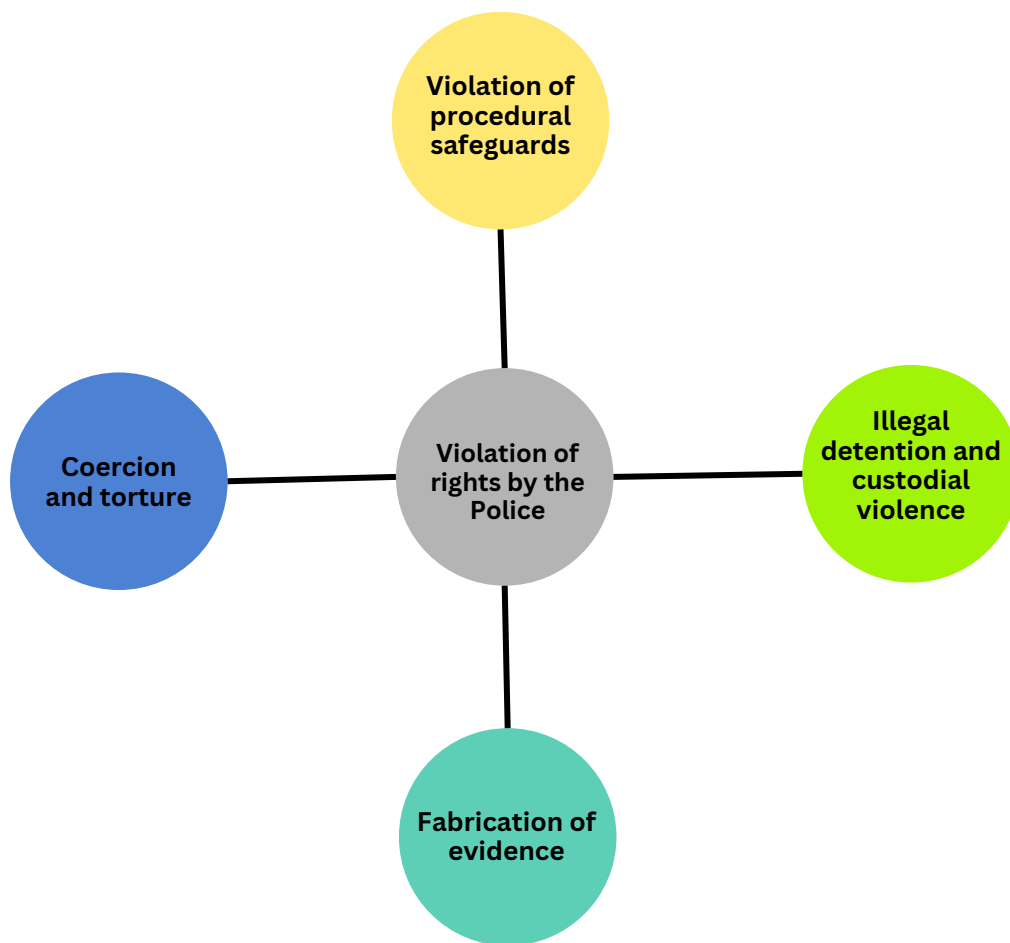 Violation of
procedural
safeguards
Coercion
and torture
Violation of
rights by the
Police
Illegal
detention and
custodial
violence
Fabrication of
evidence